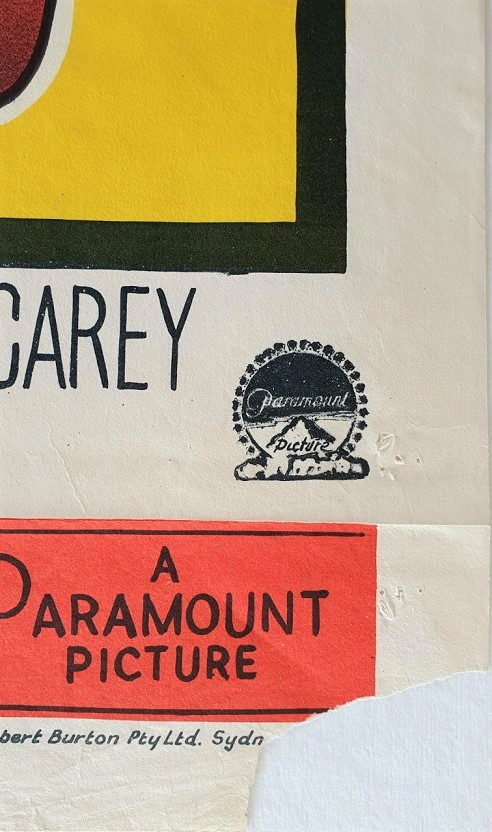 CAREY
Paramount
Picture
A
PARAMOUNT
PICTURE
bert Burton Pty Ltd. Sydn